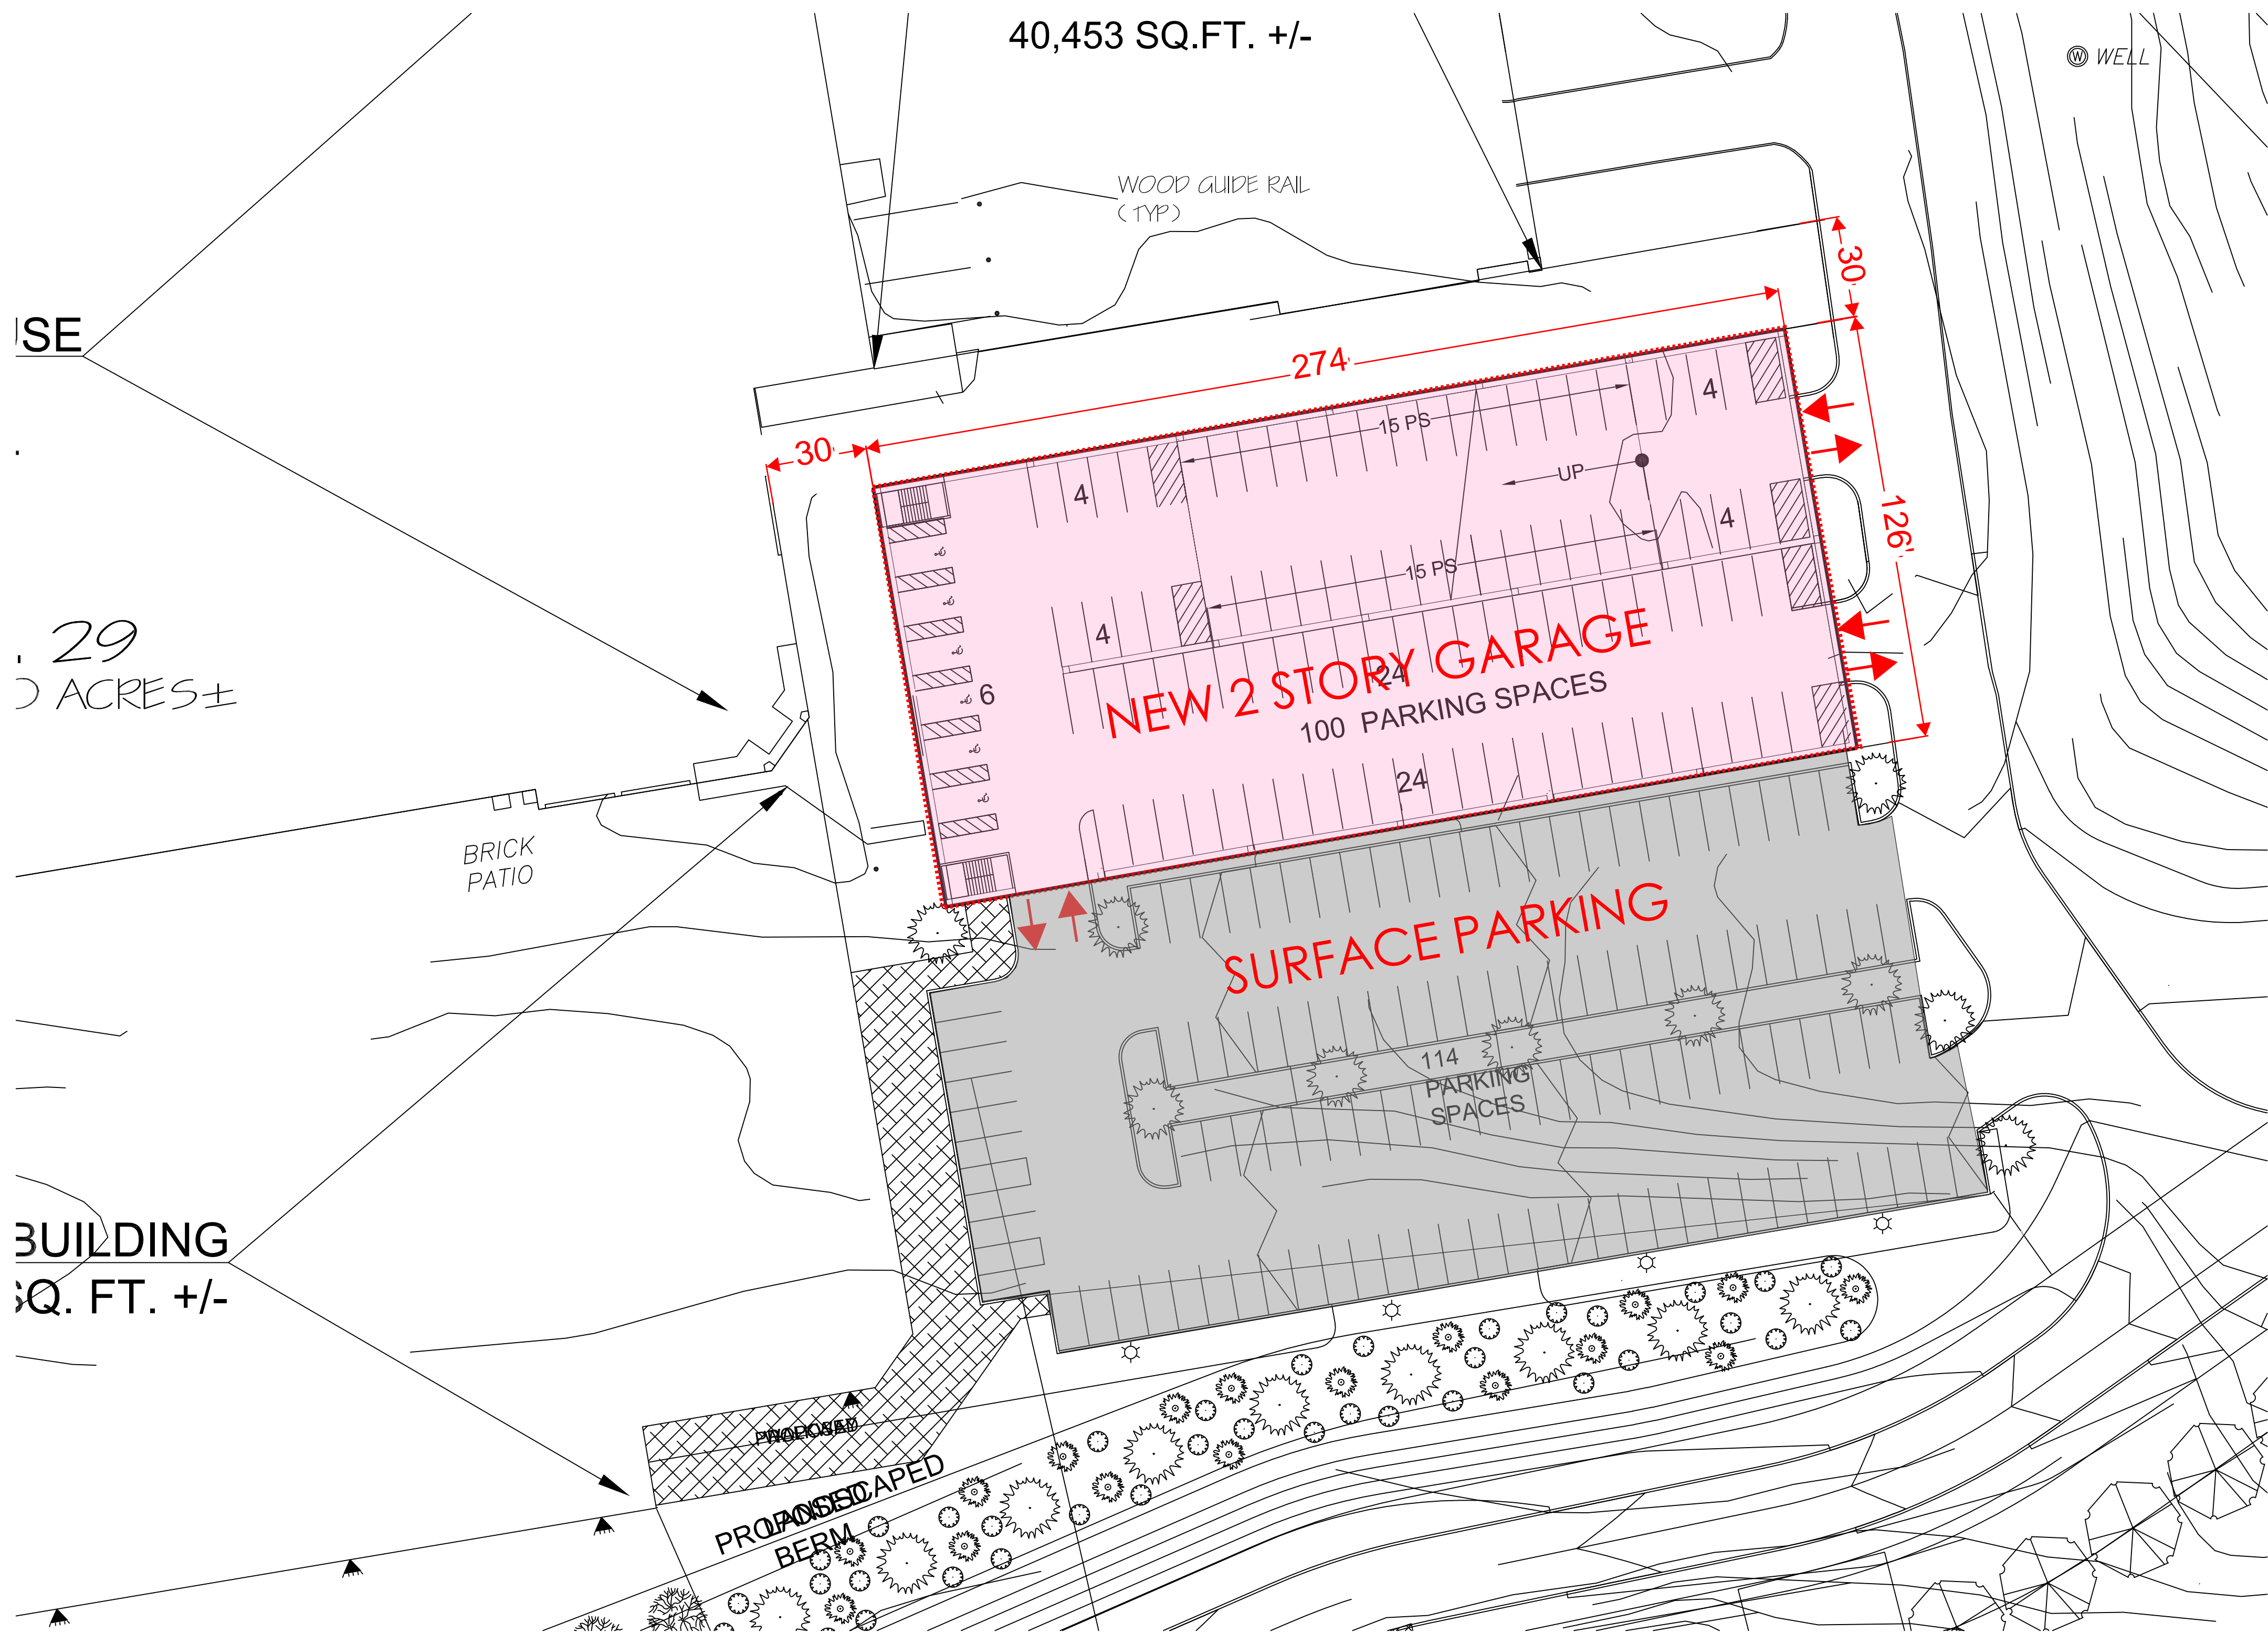 40,453 SQ.FT. +/-
W WELL
WOOD GUIDE RAIL
(TYP)
30'
274'
30'
126'
4
15 PS
4
UP
4
15 PS
4
6
24
NEW 2 STORY GARAGE
100 PARKING SPACES
24
29
ACRES±
BRICK
PATIO
SURFACE PARKING
114
PARKING
SPACES
BUILDING
SQ. FT. +/-
PROPOSED
LANDSCAPED
BERM